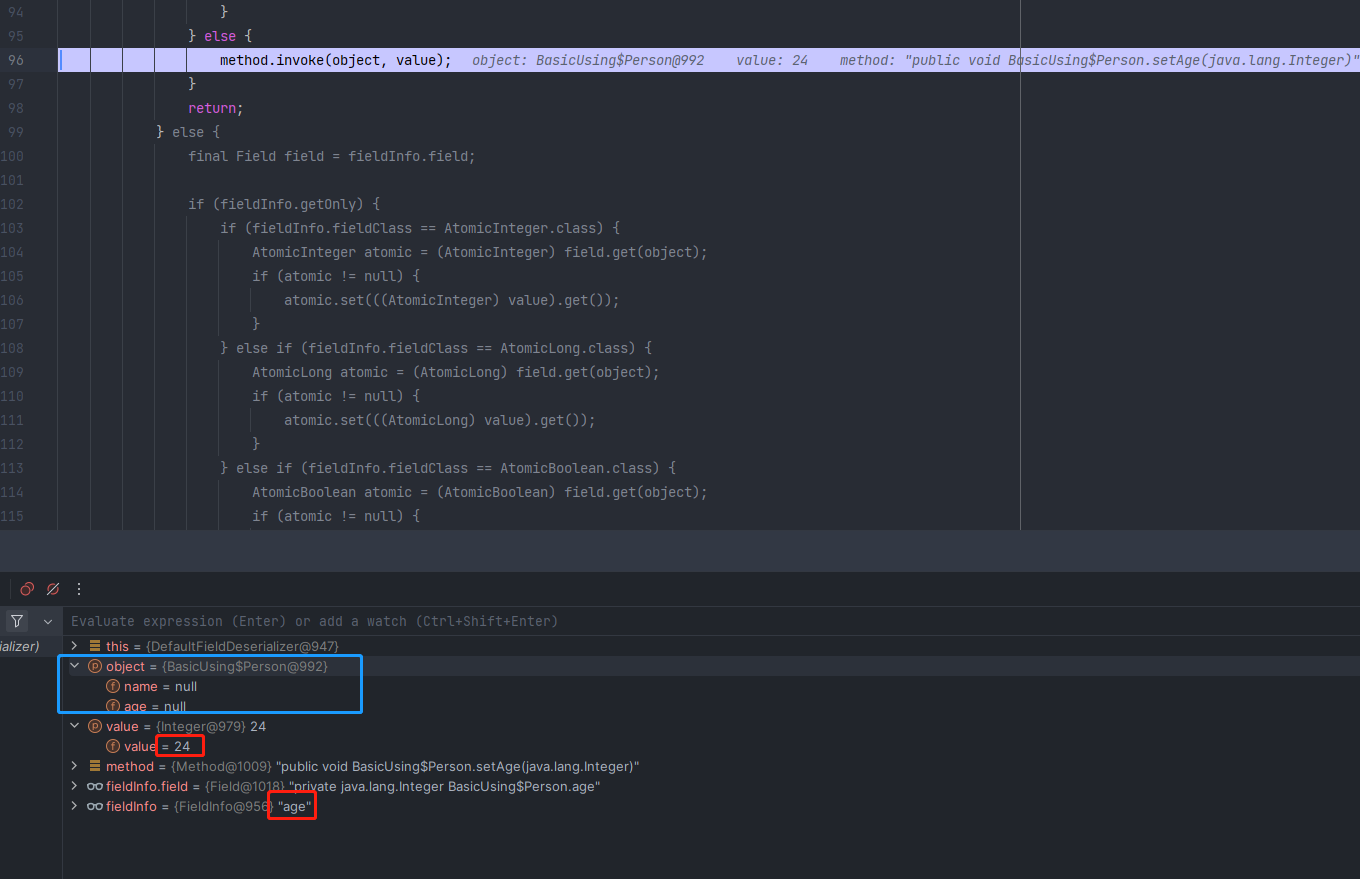 94 }
95 } else {
96 method.invoke(object, value); object: BasicUsing$Person@992 value: 24 method: "public void BasicUsing$Person.setAge(java.lang.Integer)"
97 }
98 return;
99 } else {
100 final Field field = fieldInfo.field;
101
102 if (fieldInfo.getOnly) {
103 if (fieldInfo.fieldClass == AtomicInteger.class) {
104 AtomicInteger atomic = (AtomicInteger) field.get(object);
105 if (atomic != null) {
106 atomic.set(((AtomicInteger) value).get());
107 }
108 } else if (fieldInfo.fieldClass == AtomicLong.class) {
109 AtomicLong atomic = (AtomicLong) field.get(object);
110 if (atomic != null) {
111 atomic.set(((AtomicLong) value).get());
112 }
113 } else if (fieldInfo.fieldClass == AtomicBoolean.class) {
114 AtomicBoolean atomic = (AtomicBoolean) field.get(object);
115 if (atomic != null) {
Evaluate expression (Enter) or add a watch (Ctrl+Shift+Enter)
ializer)
this = {DefaultFieldDeserializer@947}
object = {BasicUsing$Person@992}
name = null
age = null
value = {Integer@979} 24
value = 24
method = {Method@1009} "public void BasicUsing$Person.setAge(java.lang.Integer)"
fieldInfo.field = {Field@1018} "private java.lang.Integer BasicUsing$Person.age"
fieldInfo = {FieldInfo@956} "age"